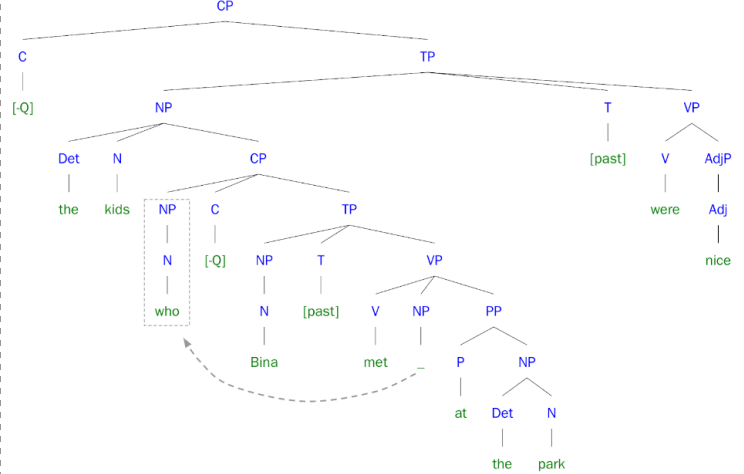 CP
C TP
[-Q] NP T VP
Det N CP [past] V AdjP
the kids NP C TP were Adj
N [-Q] NP T VP nice
who N [past] V NP PP
Bina met _ P NP
at Det N
the park